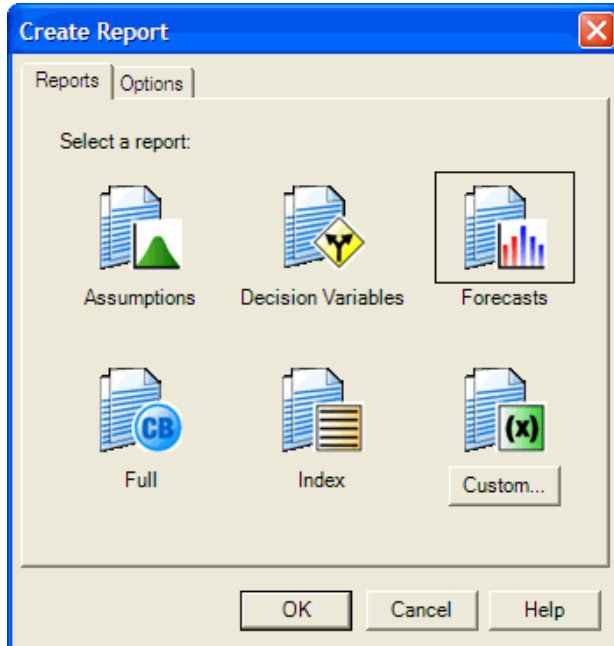 Create Report
Reports Options
Select a report:
Assumptions Decision Variables Forecasts
CB (x)
Full Index Custom...
OK Cancel Help